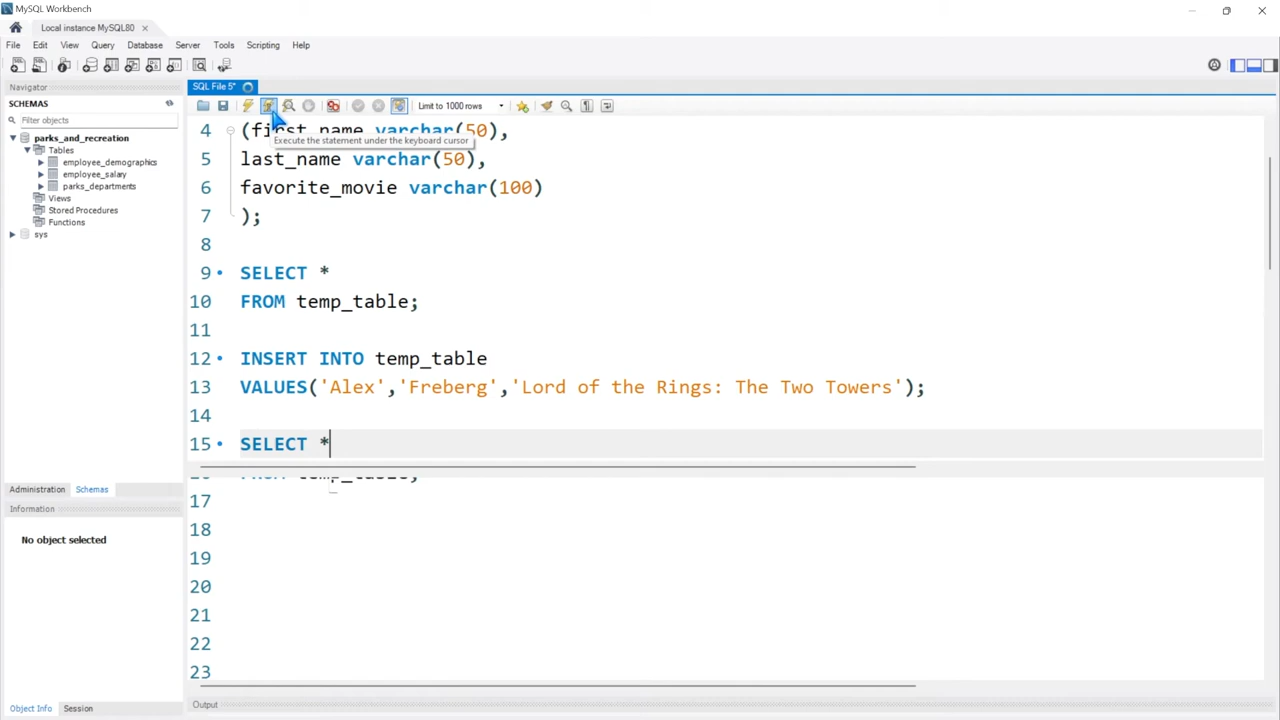 MySQL Workbench
Local instance MySQL80
File Edit View Query Database Server Tools Scripting Help
Navigator
SCHEMAS
Filter objects
parks_and_recreation
Tables
employee_demographics
employee_salary
parks_departments
Views
Stored Procedures
Functions
sys
Administration Schemas
Information
No object selected
Object Info Session
SQL File 5*
Limit to 1000 rows
4 (first_name varchar(50),
Execute the statement under the keyboard cursor
5 last_name varchar(50),
6 favorite_movie varchar(100)
7 );
8
9 SELECT *
10 FROM temp_table;
11
12 INSERT INTO temp_table
13 VALUES('Alex','Freberg','Lord of the Rings: The Two Towers');
14
15 SELECT *
16 FROM temp_table;
17
18
19
20
21
22
23
Output